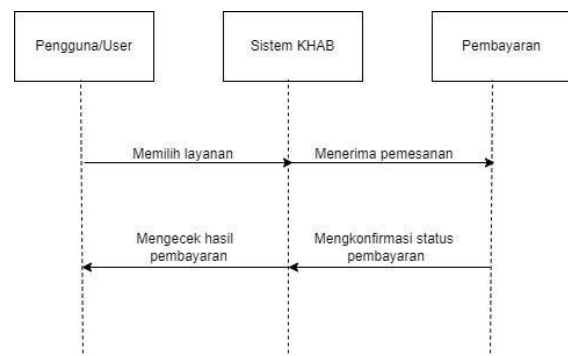 Pengguna/User
Sistem KHAB
Pembayaran
Memilih layanan
Menerima pemesanan
Mengecek hasil
pembayaran
Mengkonfirmasi status
pembayaran